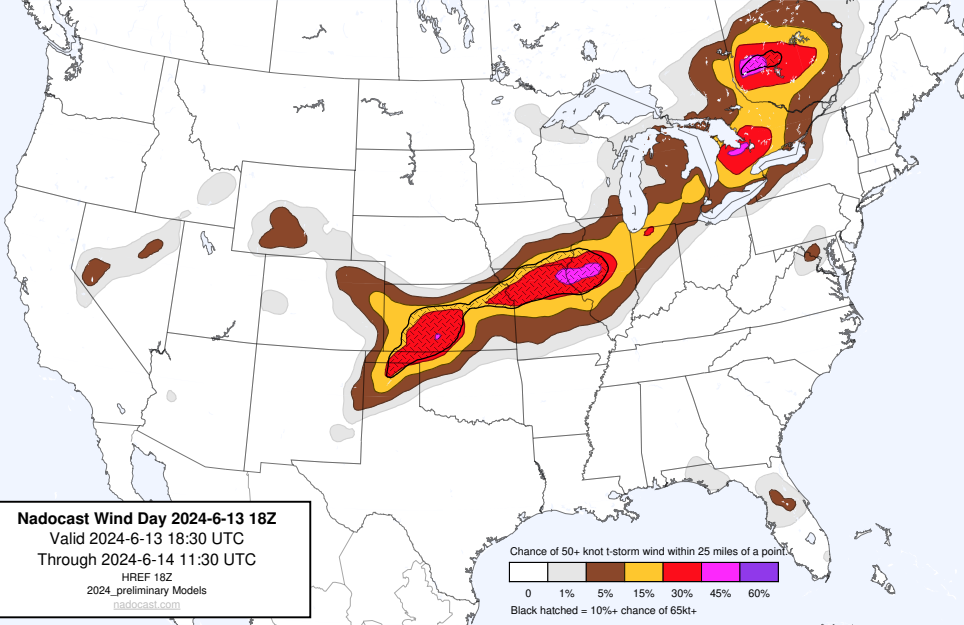 Nadocast Wind Day 2024-6-13 18Z
Valid 2024-6-13 18:30 UTC
Through 2024-6-14 11:30 UTC
HREF 18Z
2024_preliminary Models
nadocast.com
Chance of 50+ knot t-storm wind within 25 miles of a point.
0 1% 5% 15% 30% 45% 60%
Black hatched = 10%+ chance of 65kt+